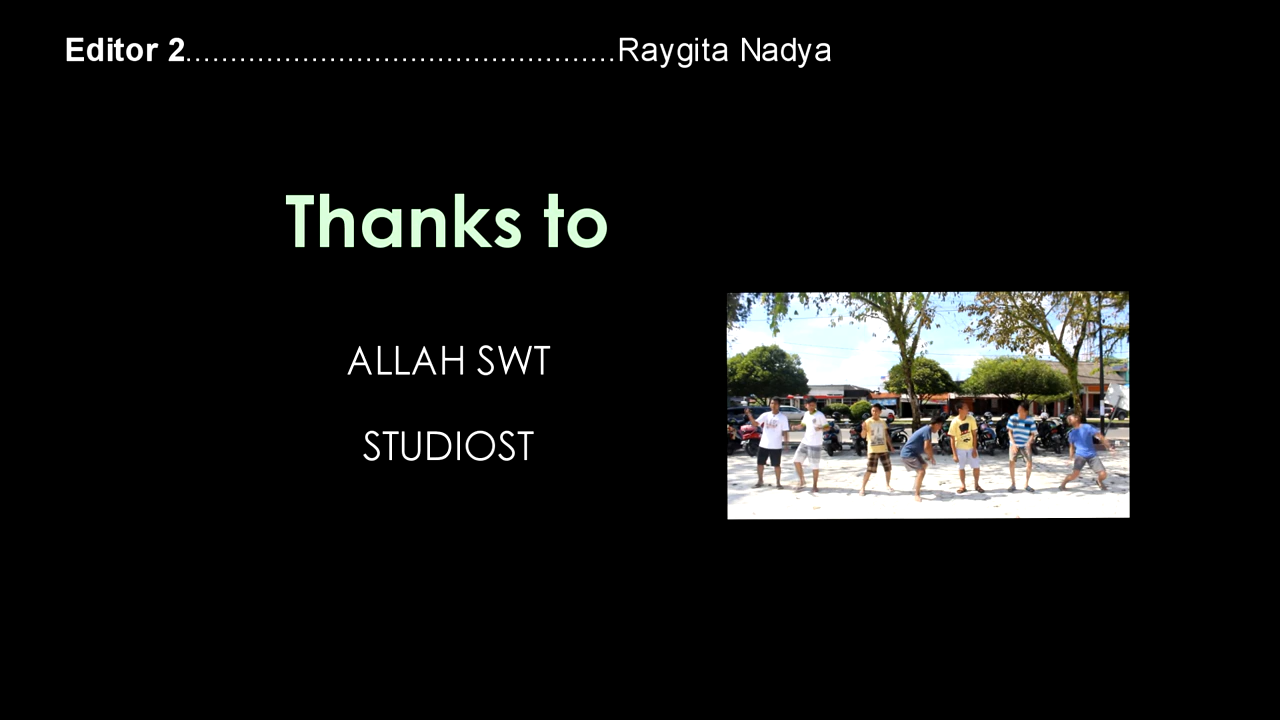 Editor 2................................................Raygita Nadya
Thanks to
ALLAH SWT
STUDIOST